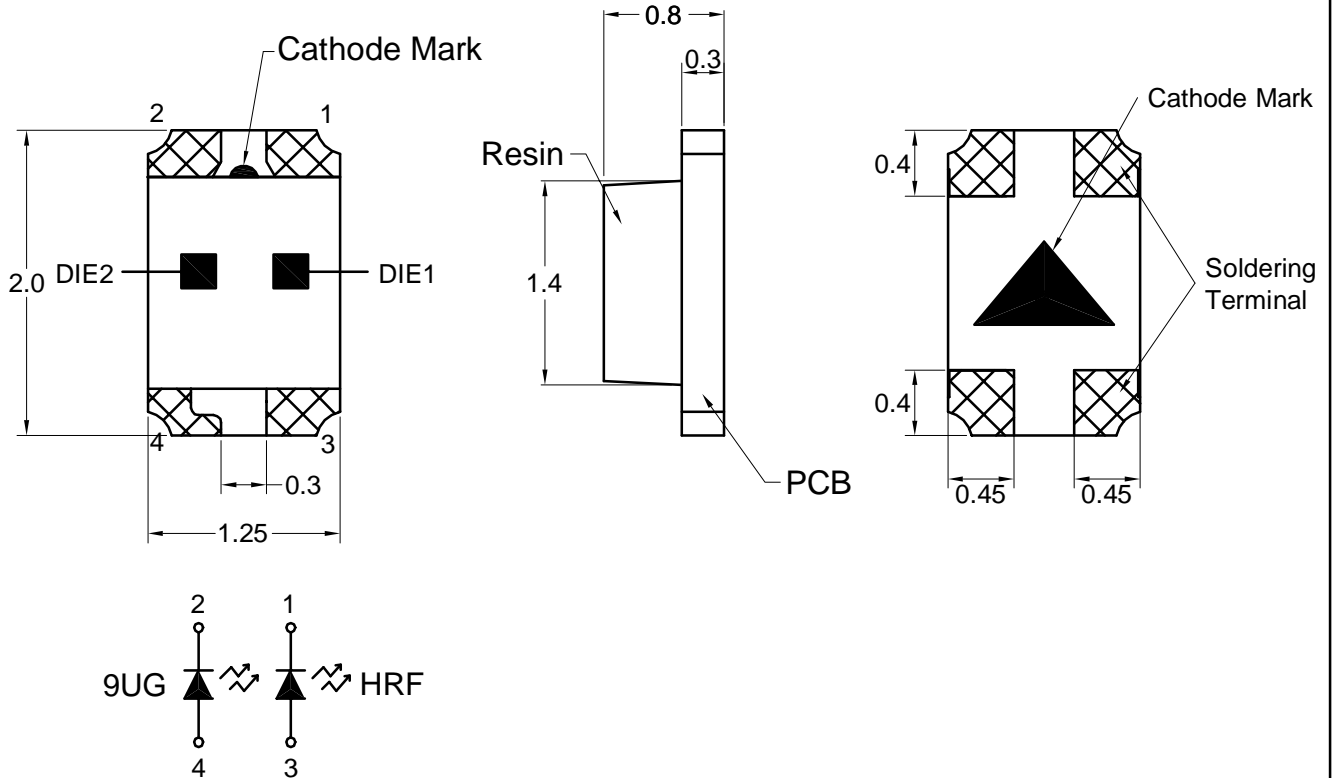 Cathode Mark
2
1
DIE2
DIE1
2.0
4
3
0.3
1.25
0.8
0.3
Resin
1.4
PCB
Cathode Mark
0.4
Soldering
Terminal
0.4
0.45
0.45
2
1
9UG
HRF
4
3